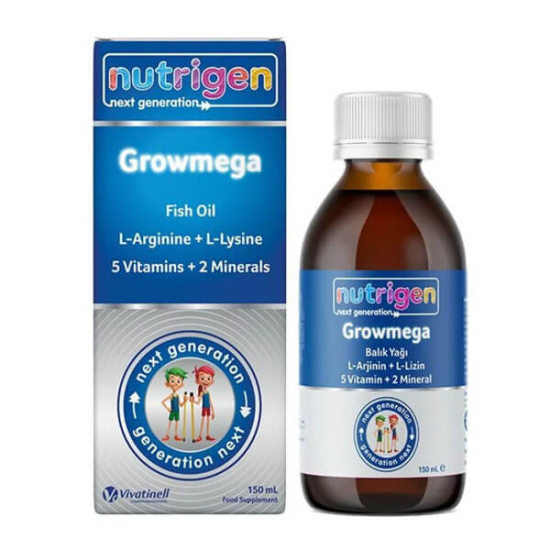 nutrigen
next generation
Growmega
Fish Oil
L-Arginine + L-Lysine
5 Vitamins + 2 Minerals
next generation
generation next
Vivatinell
150 mL
Food Supplement
nutrigen
next generation
Growmega
Balık Yağı
L-Arjinin + L-Lizin
5 Vitamin + 2 Mineral
next generation
generation next
150 mL e